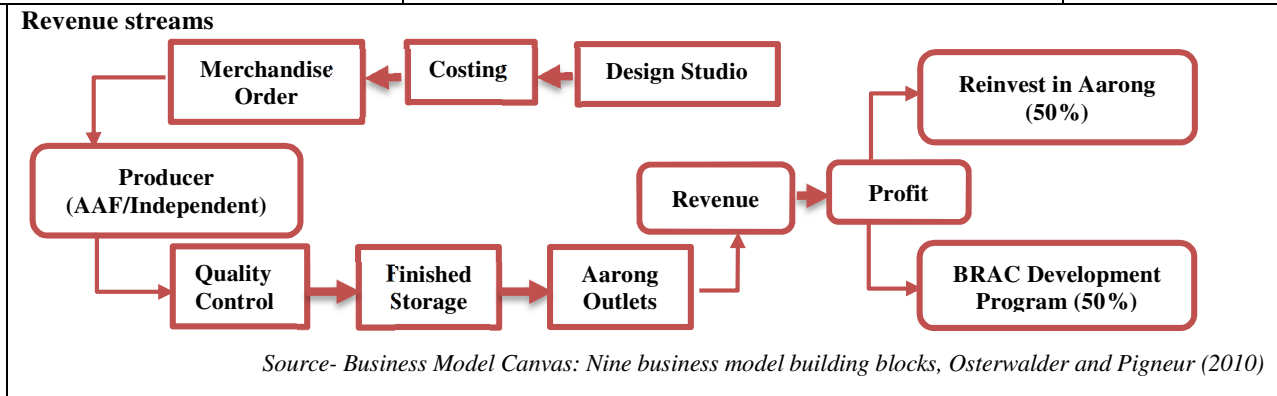 Revenue streams
Merchandise
Order
Costing
Design Studio
Reinvest in Aarong
(50%)
Producer
(AAF/Independent)
Revenue
Profit
Quality
Control
Finished
Storage
Aarong
Outlets
BRAC Development
Program (50%)
Source- Business Model Canvas: Nine business model building blocks, Osterwalder and Pigneur (2010)